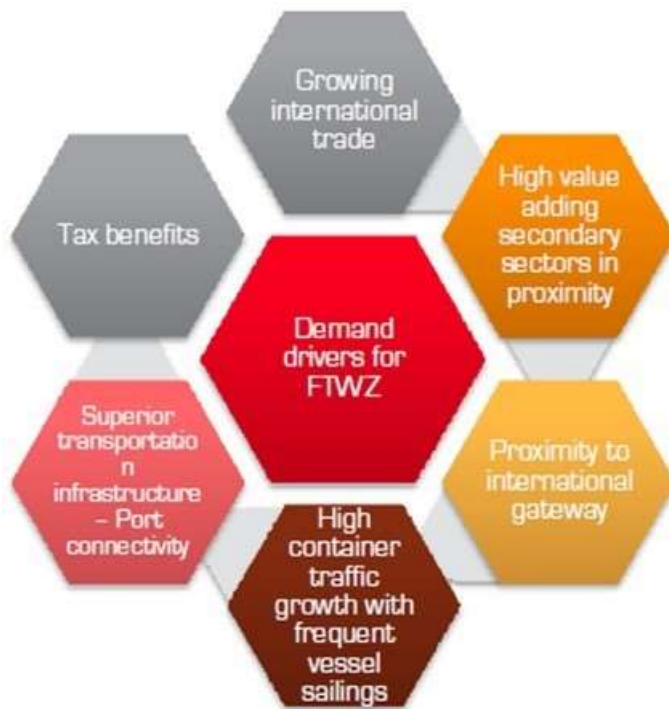 Growing
international
trade
High value
adding
secondary
sectors in
proximity
Proximity to
international
gateway
High
container
traffic
growth with
frequent
vessel
sailings
Superior
transportatio
n
infrastructure
– Port
connectivity
Tax benefits
Demand
drivers for
FTWZ